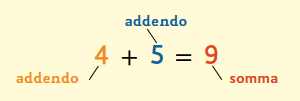 addendo
4 + 5 = 9
addendo somma